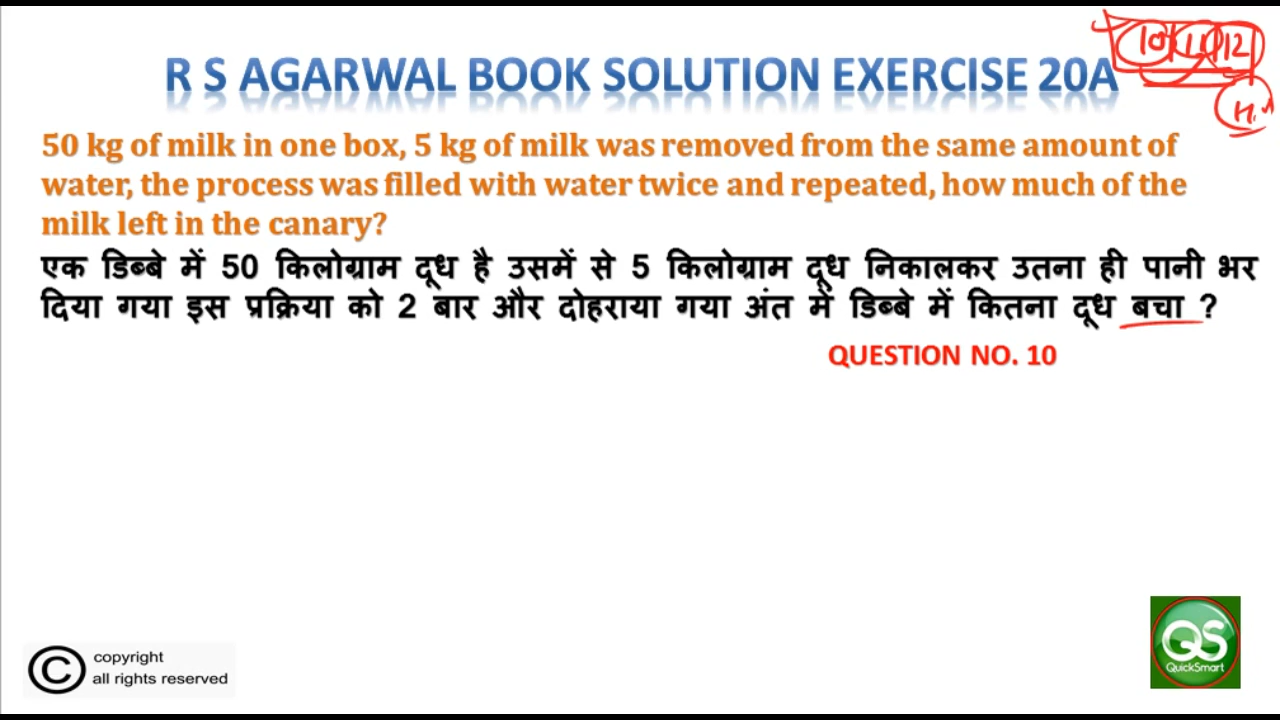 R S AGARWAL BOOK SOLUTION EXERCISE 20A
10 11 12
50 kg of milk in one box, 5 kg of milk was removed from the same amount of
water, the process was filled with water twice and repeated, how much of the
milk left in the canary?
एक डिब्बे में 50 किलोग्राम दूध है उसमें से 5 किलोग्राम दूध निकालकर उतना ही पानी भर
दिया गया इस प्रक्रिया को 2 बार और दोहराया गया अंत में डिब्बे में कितना दूध बचा ?
QUESTION NO. 10
QS
QuickSmart
C copyright
all rights reserved